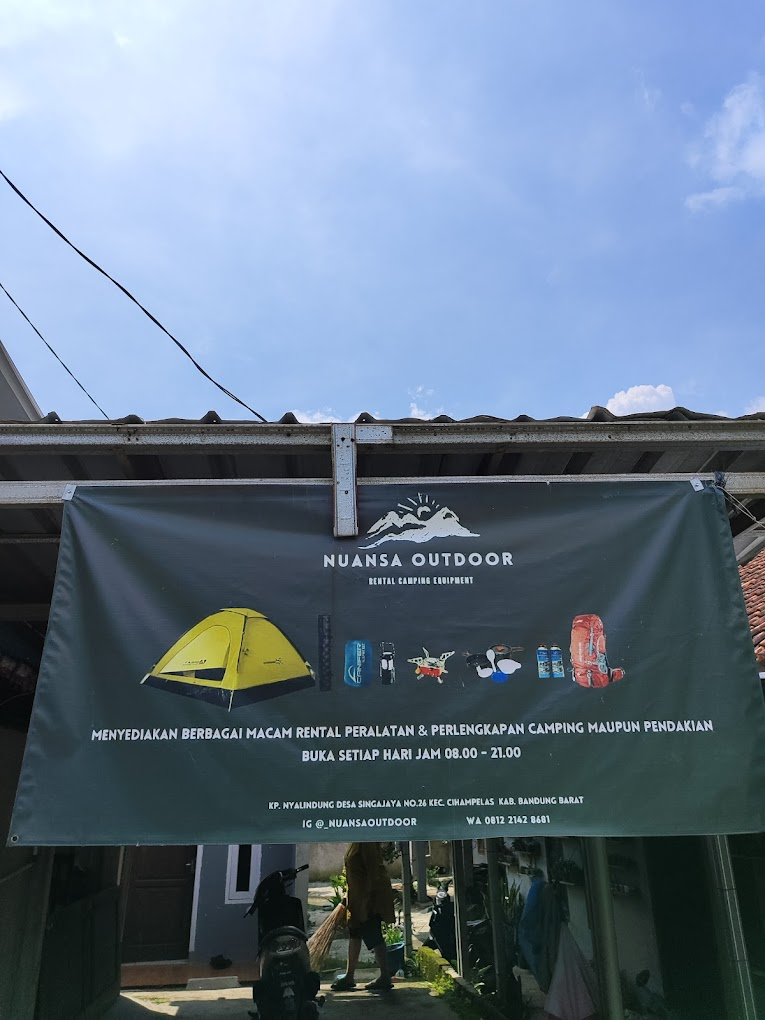 NUANSA OUTDOOR
RENTAL CAMPING EQUIPMENT
MENYEDIAKAN BERBAGAI MACAM RENTAL PERALATAN & PERLENGKAPAN CAMPING MAUPUN PENDAKIAN
BUKA SETIAP HARI JAM 08.00 - 21.00
KP. NYALINDUNG DESA SINGAJAYA NO.26 KEC. CIHAMPELAS KAB. BANDUNG BARAT
IG @_NUANSAOUTDOOR WA 0812 2142 8681